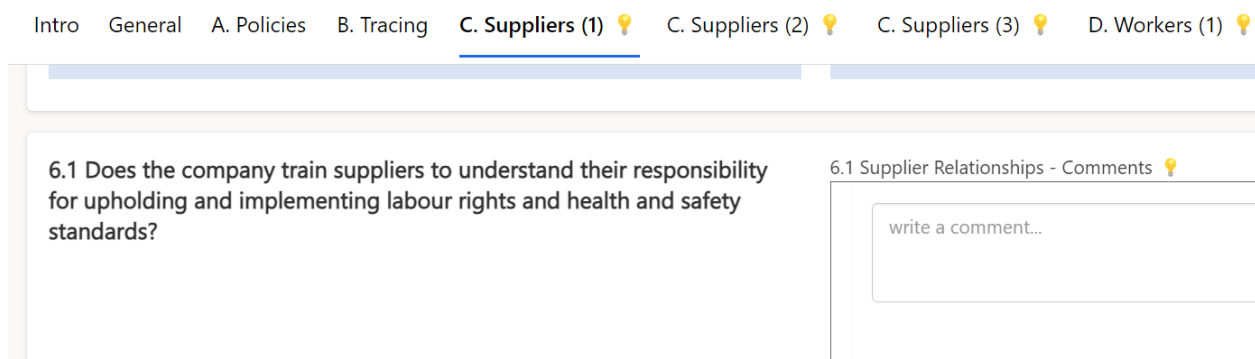 Intro General A. Policies B. Tracing C. Suppliers (1) 💡 C. Suppliers (2) 💡 C. Suppliers (3) 💡 D. Workers (1) 💡
6.1 Does the company train suppliers to understand their responsibility
for upholding and implementing labour rights and health and safety
standards?
6.1 Supplier Relationships - Comments 💡
write a comment...